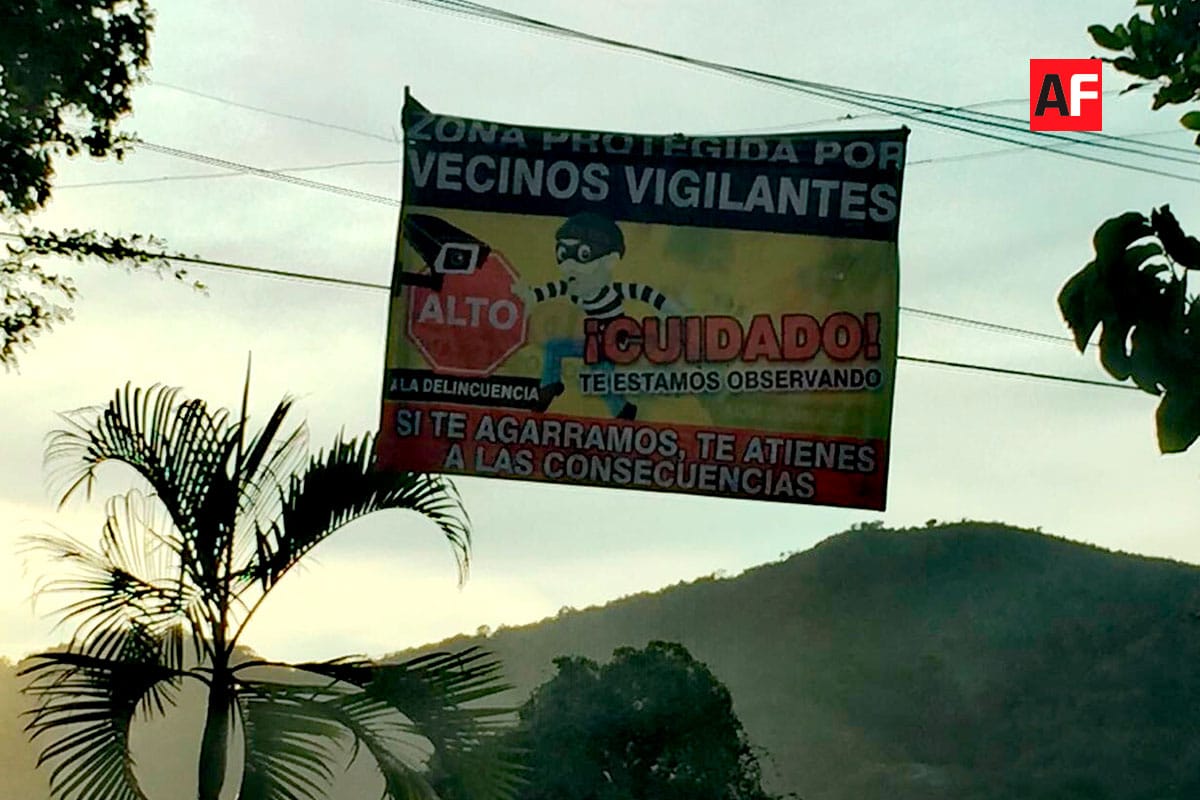 AF
ZONA PROTEGIDA POR
VECINOS VIGILANTES
ALTO
A LA DELINCUENCIA
¡CUIDADO!
TE ESTAMOS OBSERVANDO
SI TE AGARRAMOS, TE ATIENES
A LAS CONSECUENCIAS